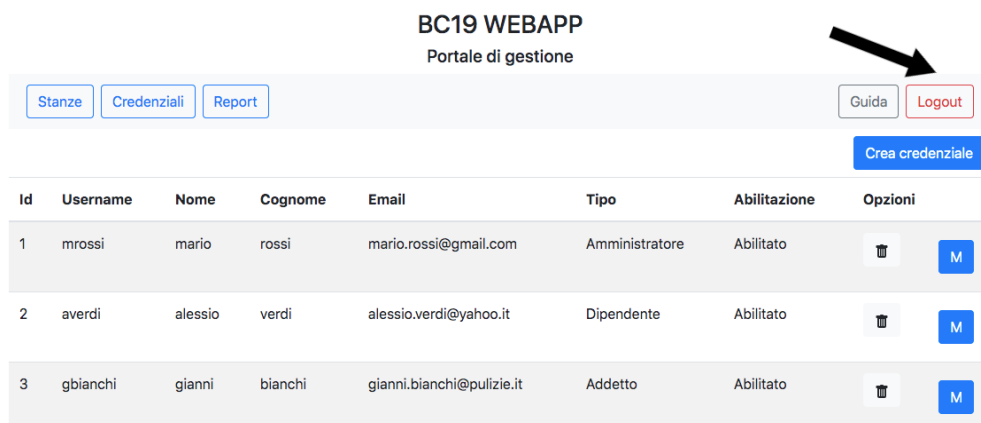 BC19 WEBAPP
Portale di gestione
Stanze Credenziali Report Guida Logout
Crea credenziale
Id Username Nome Cognome Email Tipo Abilitazione Opzioni
1 mrossi mario rossi mario.rossi@gmail.com Amministratore Abilitato M
2 averdi alessio verdi alessio.verdi@yahoo.it Dipendente Abilitato M
3 gbianchi gianni bianchi gianni.bianchi@pulizie.it Addetto Abilitato M